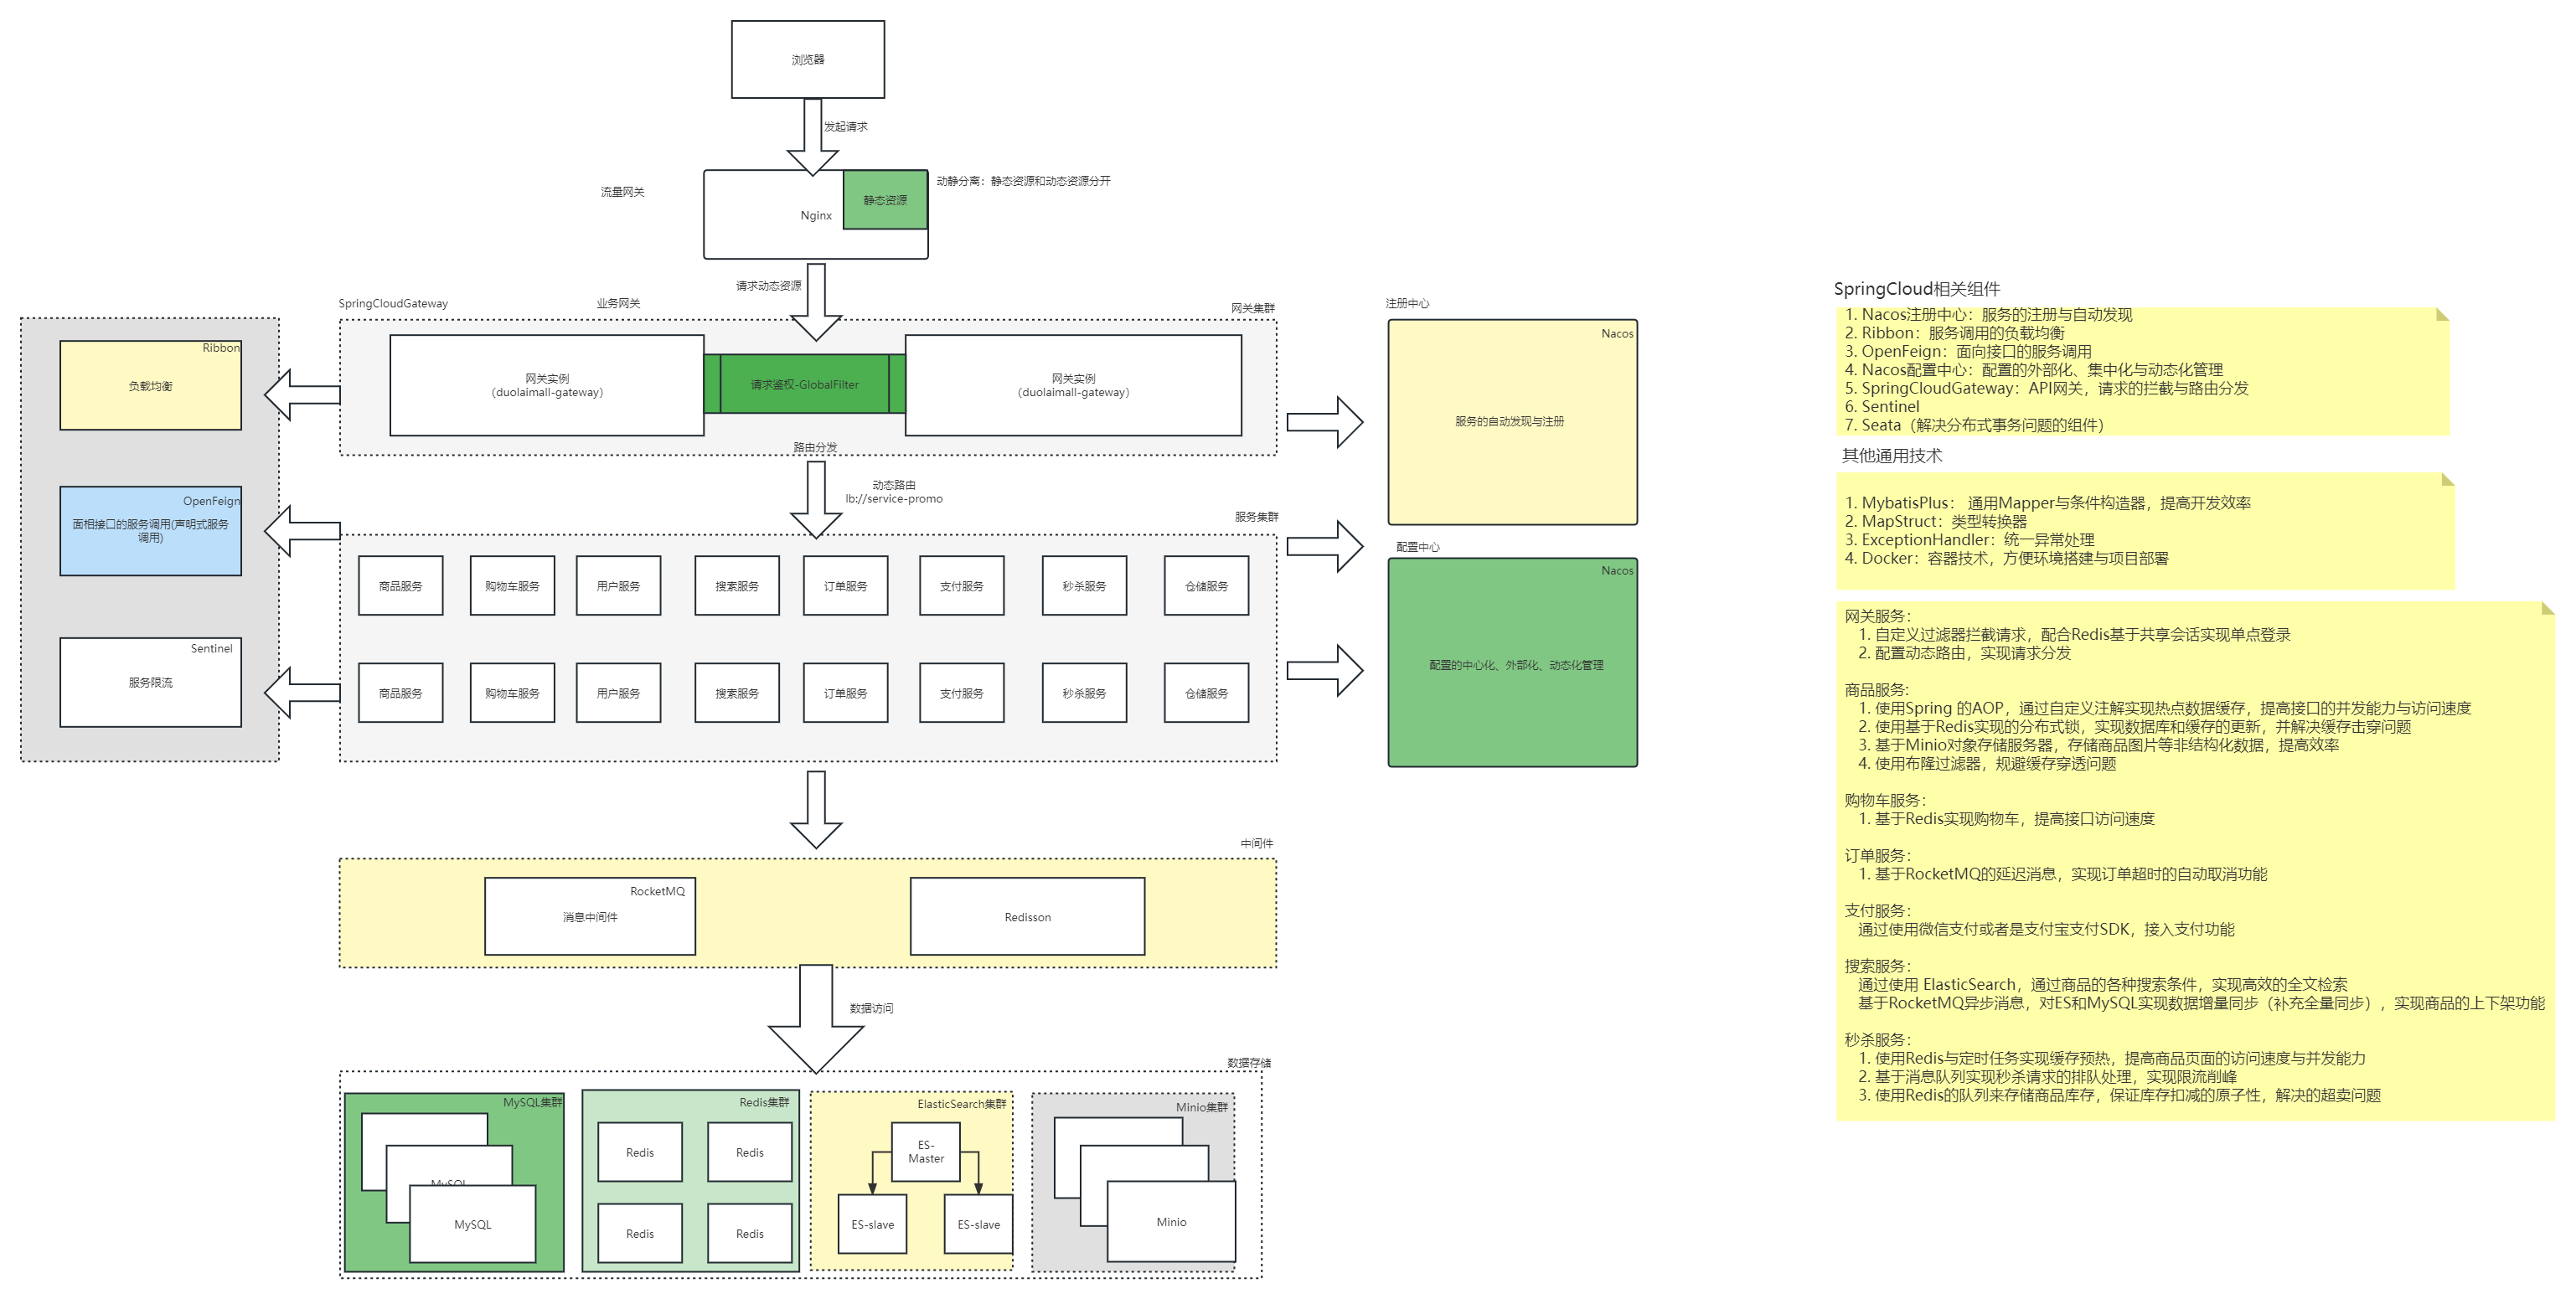 浏览器
发起请求
流量网关
Nginx
静态资源
动静分离：静态资源和动态资源分开
请求动态资源
SpringCloudGateway
业务网关
网关集群
网关实例
（duolaimall-gateway）
请求鉴权-GlobalFilter
网关实例
（duolaimall-gateway）
路由分发
动态路由
lb://service-promo
Ribbon
负载均衡
OpenFeign
面相接口的服务调用(声明式服务
调用)
Sentinel
服务限流
注册中心
Nacos
服务的自动发现与注册
配置中心
Nacos
配置的中心化、外部化、动态化管理
服务集群
商品服务
购物车服务
用户服务
搜索服务
订单服务
支付服务
秒杀服务
仓储服务
商品服务
购物车服务
用户服务
搜索服务
订单服务
支付服务
秒杀服务
仓储服务
中间件
RocketMQ
消息中间件
Redisson
数据访问
数据存储
MySQL集群
MySQL
MySQL
Redis集群
Redis
Redis
Redis
Redis
ElasticSearch集群
ES-
Master
ES-slave
ES-slave
Minio集群
Minio
SpringCloud相关组件
1. Nacos注册中心：服务的注册与自动发现
2. Ribbon：服务调用的负载均衡
3. OpenFeign：面向接口的服务调用
4. Nacos配置中心：配置的外部化、集中化与动态化管理
5. SpringCloudGateway：API网关，请求的拦截与路由分发
6. Sentinel
7. Seata（解决分布式事务问题的组件）
其他通用技术
1. MybatisPlus： 通用Mapper与条件构造器，提高开发效率
2. MapStruct：类型转换器
3. ExceptionHandler：统一异常处理
4. Docker：容器技术，方便环境搭建与项目部署
网关服务：
1. 自定义过滤器拦截请求，配合Redis基于共享会话实现单点登录
2. 配置动态路由，实现请求分发
商品服务:
1. 使用Spring 的AOP，通过自定义注解实现热点数据缓存，提高接口的并发能力与访问速度
2. 使用基于Redis实现的分布式锁，实现数据库和缓存的更新，并解决缓存击穿问题
3. 基于Minio对象存储服务器，存储商品图片等非结构化数据，提高效率
4. 使用布隆过滤器，规避缓存穿透问题
购物车服务：
1. 基于Redis实现购物车，提高接口访问速度
订单服务：
1. 基于RocketMQ的延迟消息，实现订单超时的自动取消功能
支付服务：
通过使用微信支付或者是支付宝支付SDK，接入支付功能
搜索服务：
通过使用 ElasticSearch，通过商品的各种搜索条件，实现高效的全文检索
基于RocketMQ异步消息，对ES和MySQL实现数据增量同步（补充全量同步），实现商品的上下架功能
秒杀服务：
1. 使用Redis与定时任务实现缓存预热，提高商品页面的访问速度与并发能力
2. 基于消息队列实现秒杀请求的排队处理，实现限流削峰
3. 使用Redis的队列来存储商品库存，保证库存扣减的原子性，解决的超卖问题